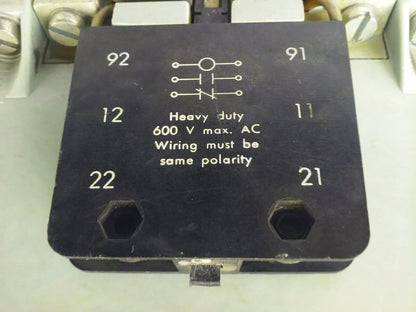 92 91
12 11
Heavy duty
600 V max. AC
Wiring must be
same polarity
22 21